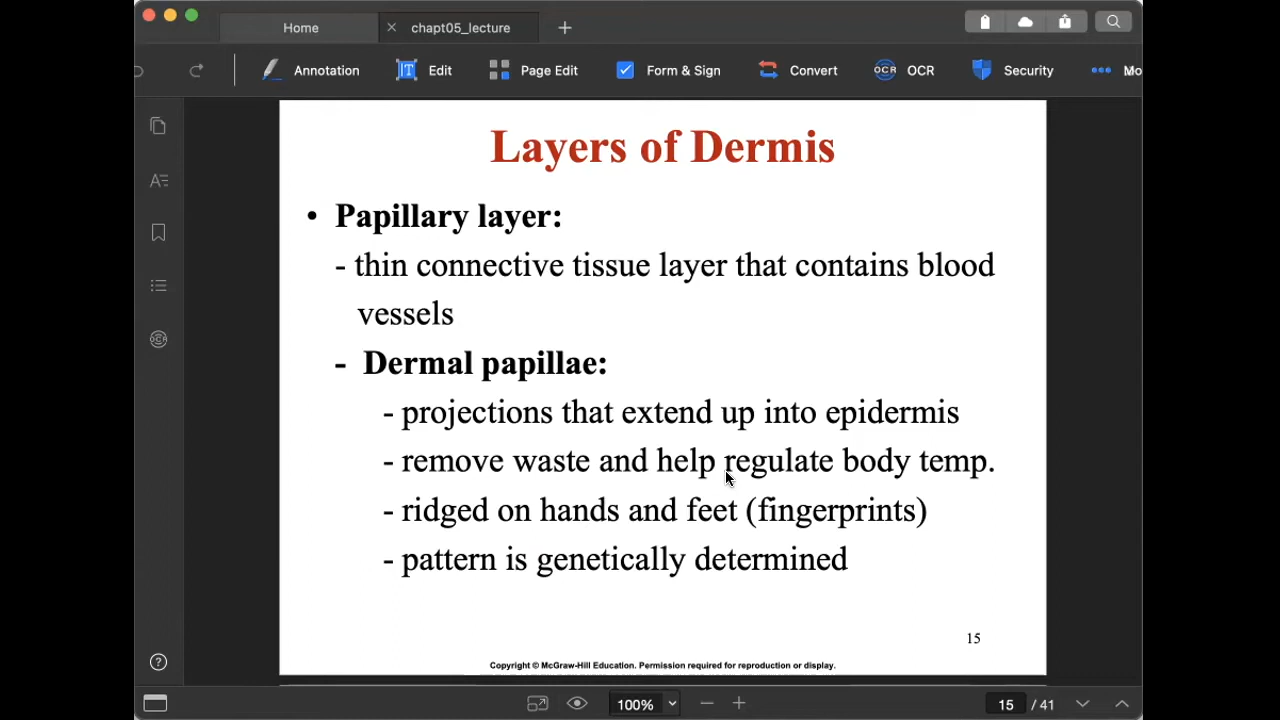 Home
chapt05_lecture
Annotation
Edit
Page Edit
Form & Sign
Convert
OCR
OCR
Security
Mo
Layers of Dermis
• Papillary layer:
- thin connective tissue layer that contains blood
vessels
- Dermal papillae:
- projections that extend up into epidermis
- remove waste and help regulate body temp.
- ridged on hands and feet (fingerprints)
- pattern is genetically determined
15
Copyright © McGraw-Hill Education. Permission required for reproduction or display.
100%
15 / 41